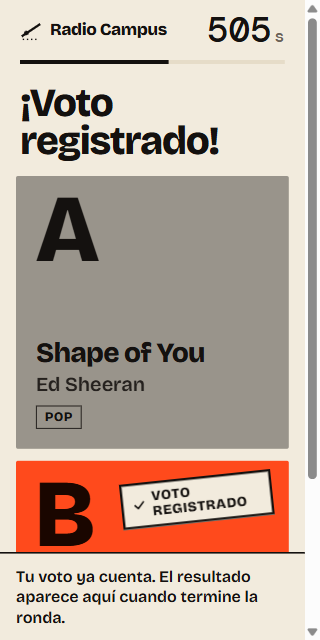 Radio Campus
505 s
¡Voto
registrado!
A
Shape of You
Ed Sheeran
POP
B
VOTO
REGISTRADO
Tu voto ya cuenta. El resultado
aparece aquí cuando termine la
ronda.